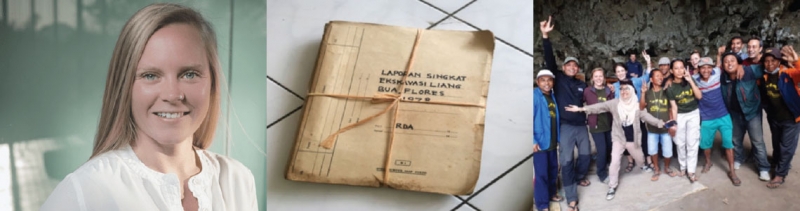 LAPORAN SINGKAT
EKSKAVASI LIANG
BUA, FLORES
1978
RBA